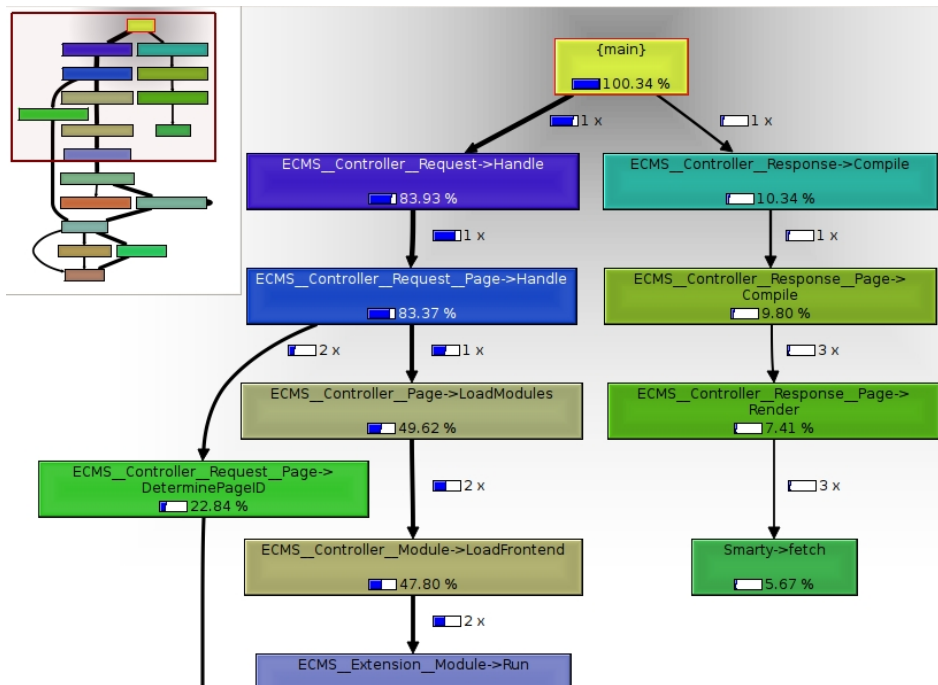 {main}
100.34 %
1 x
1 x
ECMS__Controller__Request->Handle
83.93 %
ECMS__Controller__Response->Compile
10.34 %
1 x
1 x
ECMS__Controller__Request__Page->Handle
83.37 %
ECMS__Controller__Response__Page->
Compile
9.80 %
2 x
1 x
3 x
ECMS__Controller__Page->LoadModules
49.62 %
ECMS__Controller__Response__Page->
Render
7.41 %
ECMS__Controller__Request__Page->
DeterminePageID
22.84 %
2 x
3 x
ECMS__Controller__Module->LoadFrontend
47.80 %
Smarty->fetch
5.67 %
2 x
ECMS__Extension__Module->Run